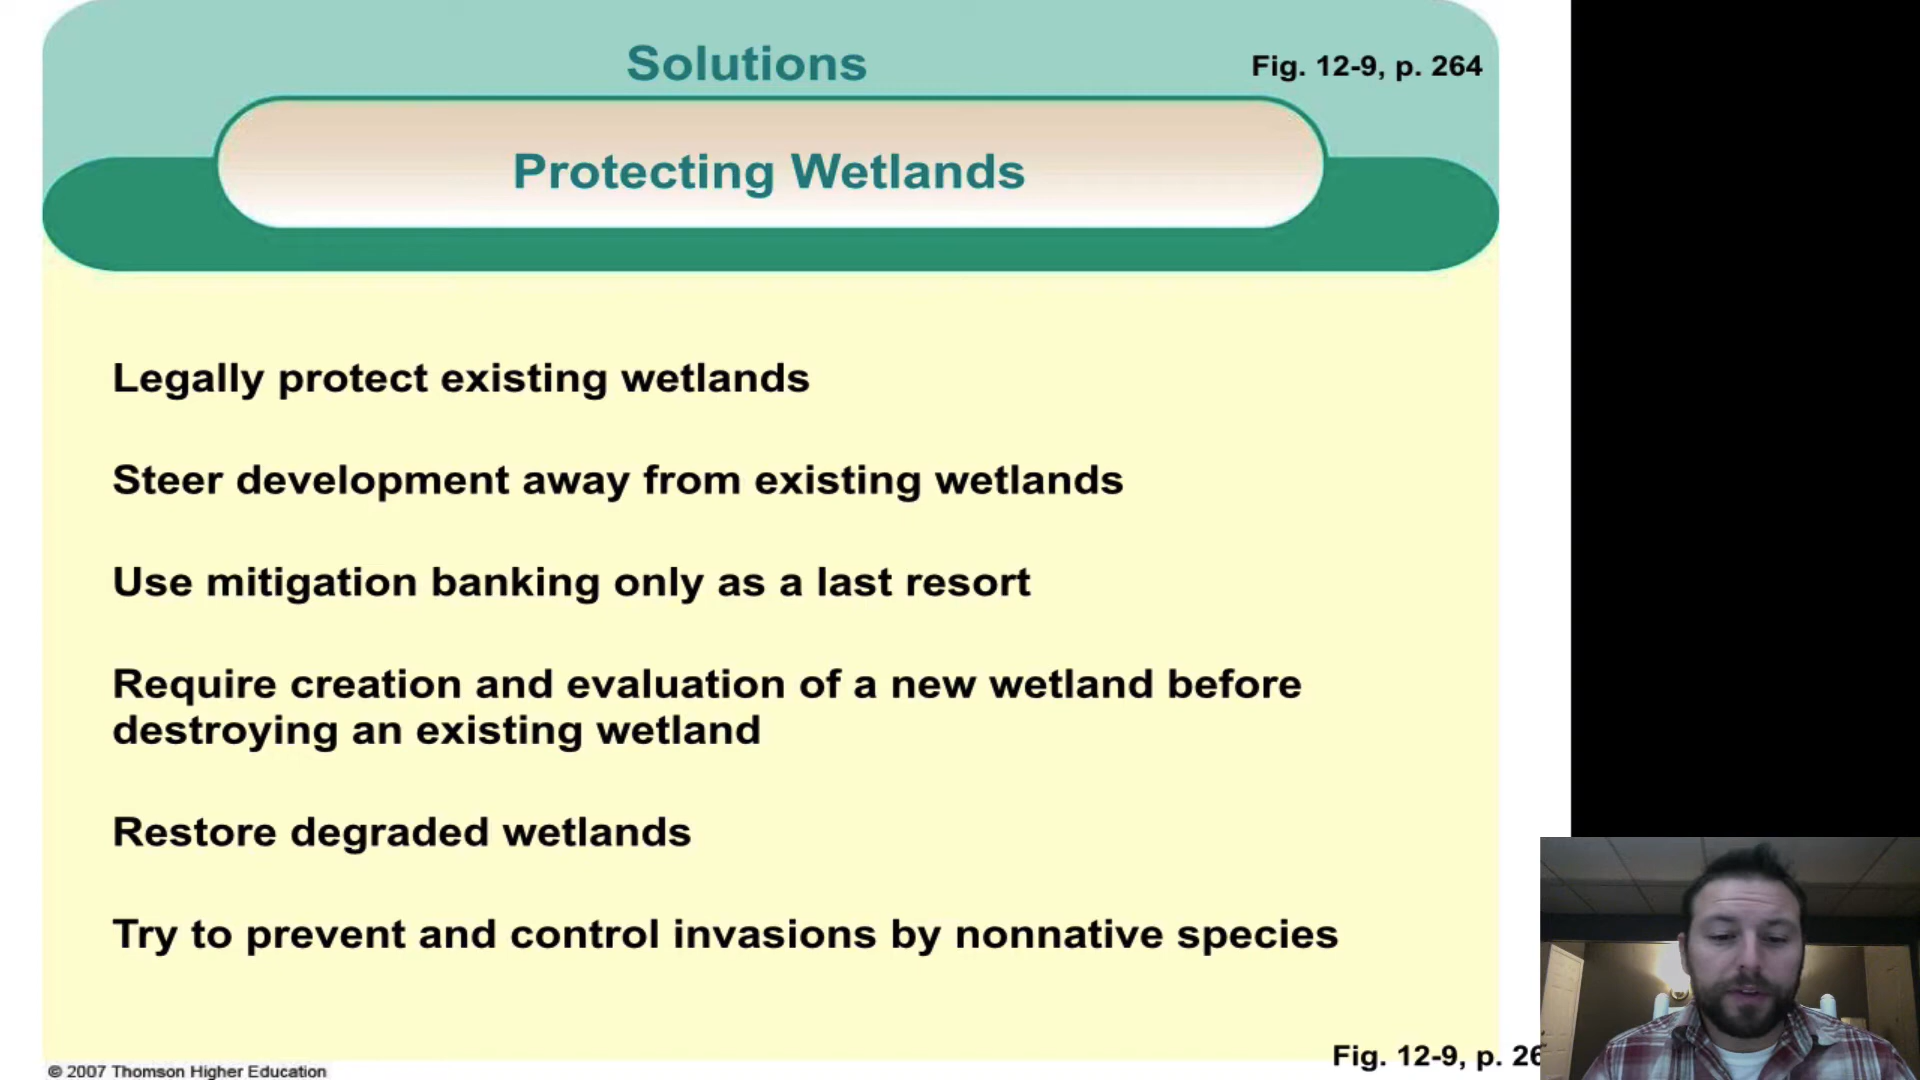 Solutions
Fig. 12-9, p. 264
Protecting Wetlands
Legally protect existing wetlands
Steer development away from existing wetlands
Use mitigation banking only as a last resort
Require creation and evaluation of a new wetland before
destroying an existing wetland
Restore degraded wetlands
Try to prevent and control invasions by nonnative species
Fig. 12-9, p. 26
© 2007 Thomson Higher Education